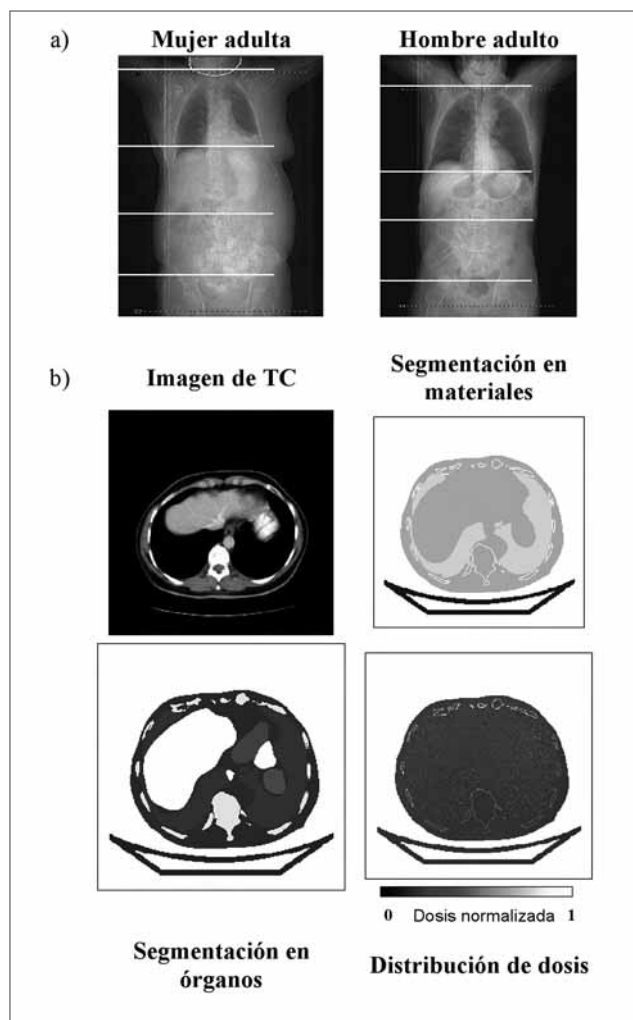 a)
Mujer adulta
Hombre adulto
b)
Imagen de TC
Segmentación en
materiales
0 Dosis normalizada 1
Segmentación en
órganos
Distribución de dosis